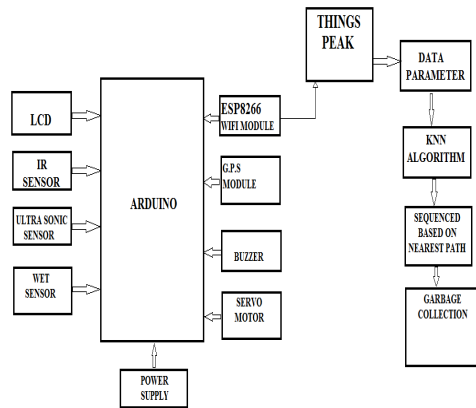 THINGS
PEAK
DATA
PARAMETER
LCD
ESP8266
WIFI MODULE
KNN
ALGORITHM
IR
SENSOR
G.P.S
MODULE
ARDUINO
ULTRA SONIC
SENSOR
SEQUENCED
BASED ON
NEAREST PATH
BUZZER
WET
SENSOR
SERVO
MOTOR
GARBAGE
COLLECTION
POWER
SUPPLY